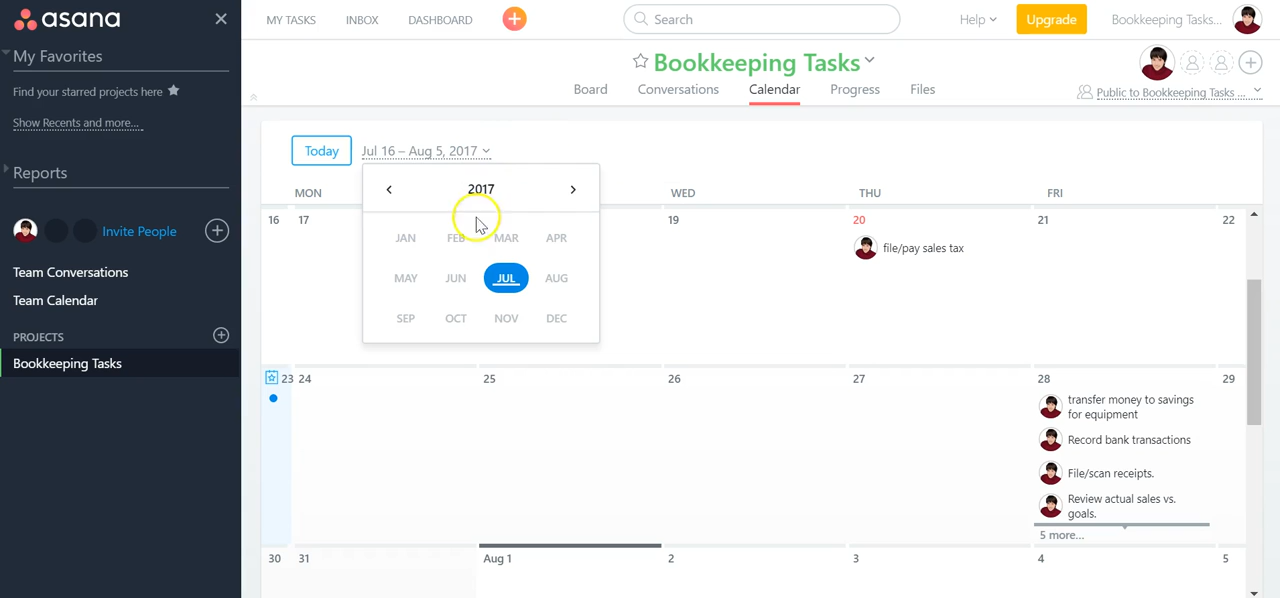 asana
MY TASKS
INBOX
DASHBOARD
Search
Help
Upgrade
Bookkeeping Tasks...
My Favorites
Find your starred projects here
Show Recents and more...
Reports
Invite People
Team Conversations
Team Calendar
PROJECTS
Bookkeeping Tasks
Bookkeeping Tasks
Board
Conversations
Calendar
Progress
Files
Public to Bookkeeping Tasks ...
Today
Jul 16 – Aug 5, 2017
2017
JAN FEB MAR APR
MAY JUN JUL AUG
SEP OCT NOV DEC
MON WED THU FRI
16 17 19 20 21 22
file/pay sales tax
23 24 25 26 27 28 29
transfer money to savings
for equipment
Record bank transactions
File/scan receipts.
Review actual sales vs.
goals.
5 more...
30 31 Aug 1 2 3 4 5